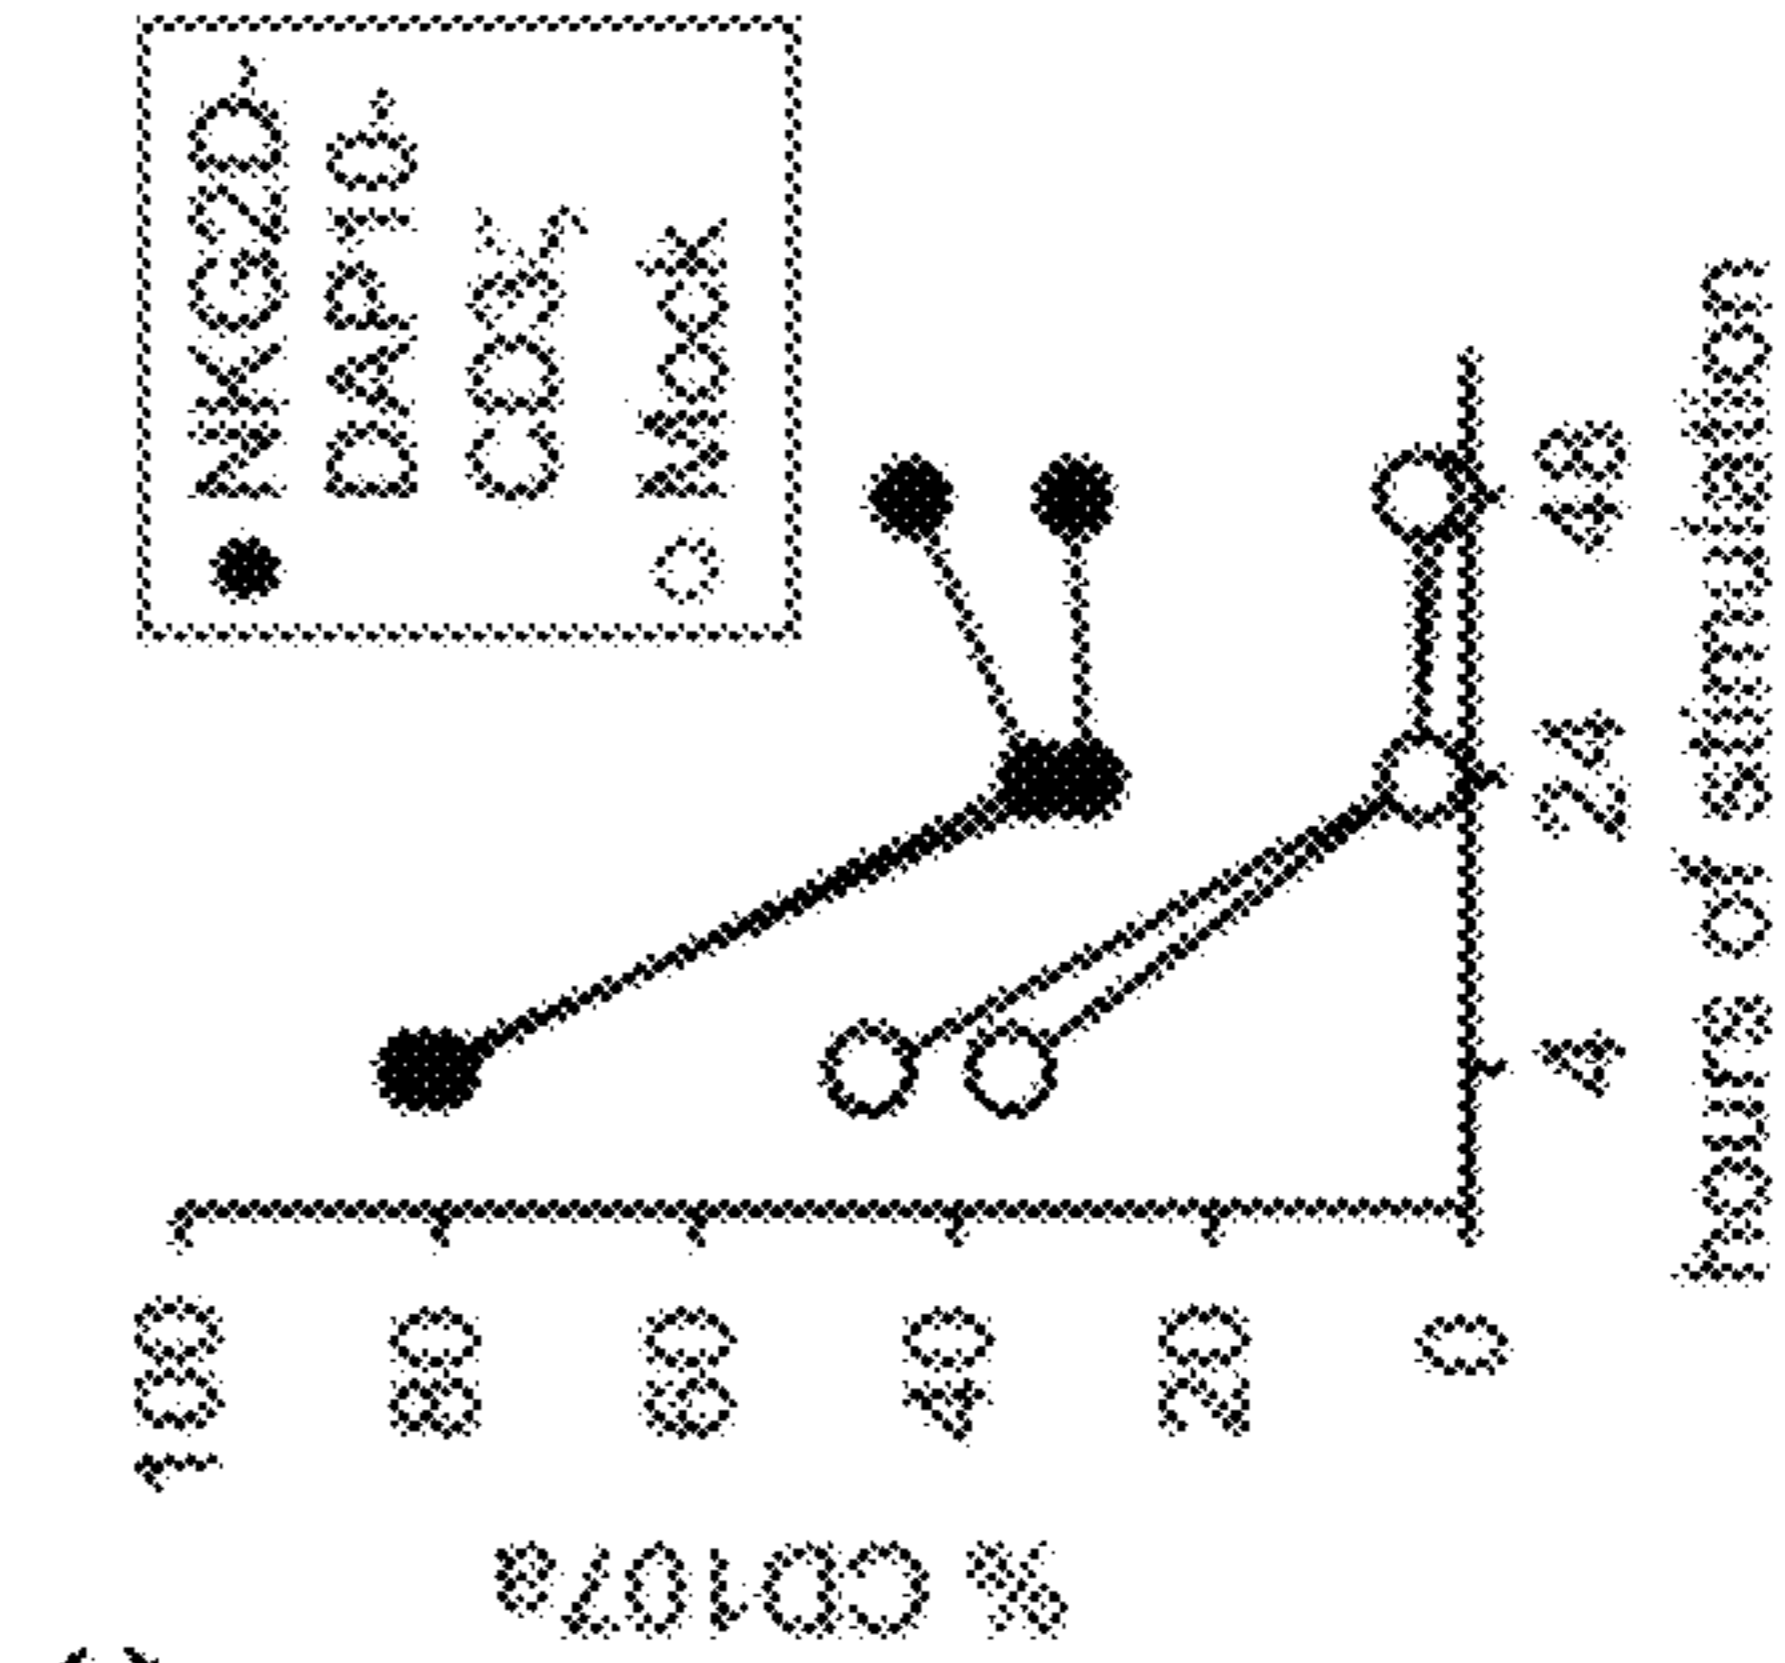 % CD107a
100
80
60
40
20
0
4
24
48
hours of stimulation
NKG2D,
DAP10,
CD3ζ
Mock